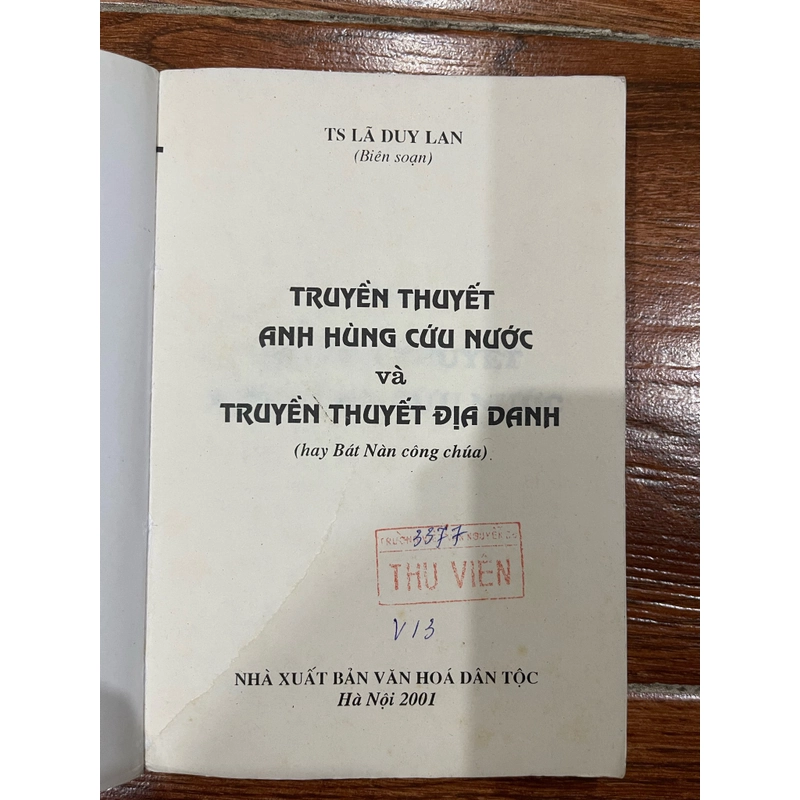 TS LÃ DUY LAN
(Biên soạn)
TRUYỀN THUYẾT
ANH HÙNG CỨU NƯỚC
và
TRUYỀN THUYẾT ĐỊA DANH
(hay Bát Nàn công chúa)
3377
THƯ VIỆN
V13
NHÀ XUẤT BẢN VĂN HOÁ DÂN TỘC
Hà Nội 2001